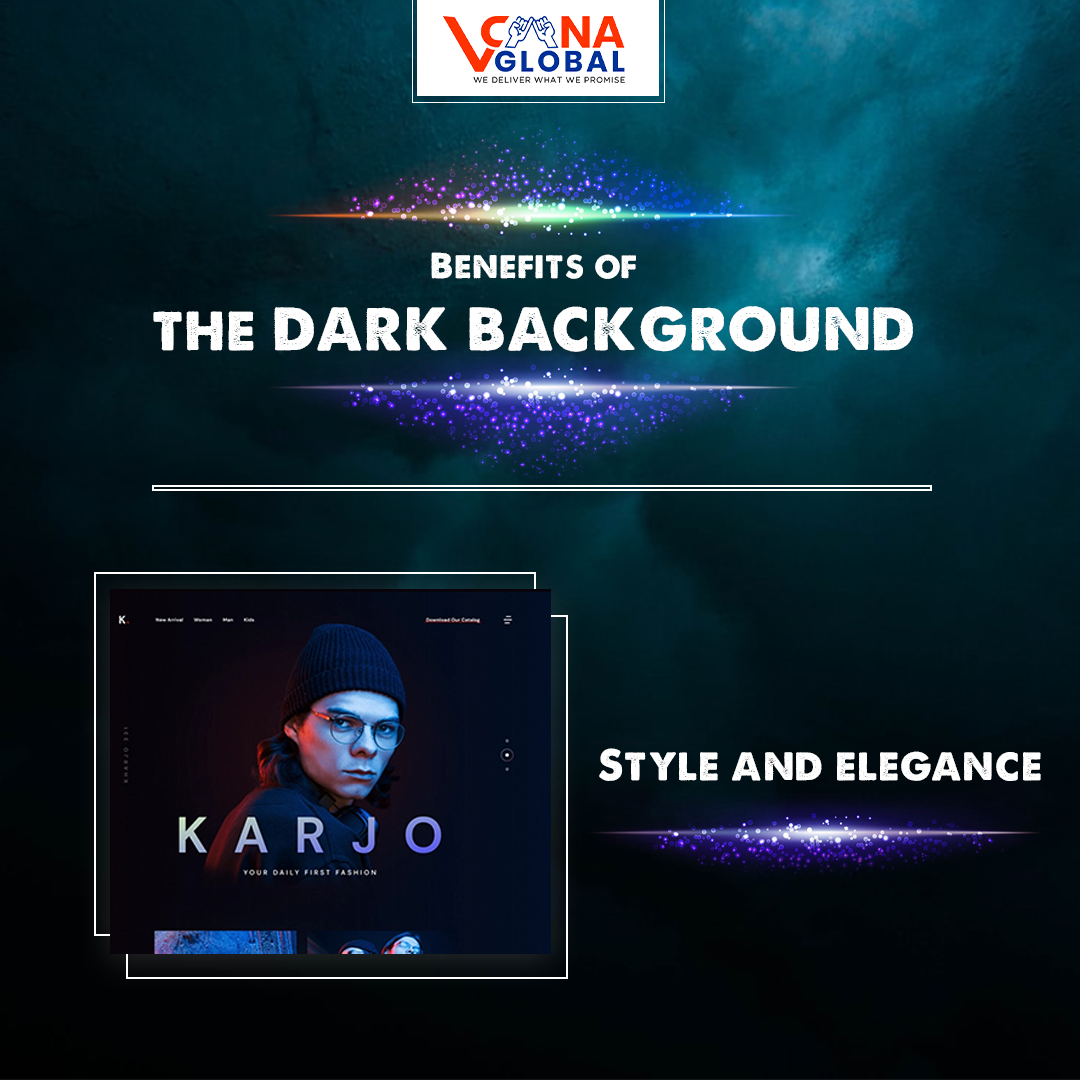 VCANA
GLOBAL
WE DELIVER WHAT WE PROMISE
BENEFITS OF
THE DARK BACKGROUND
K.
New Arrival Woman Man Kids
Download Our Catalog
KARJO
YOUR DAILY FIRST FASHION
STYLE AND ELEGANCE